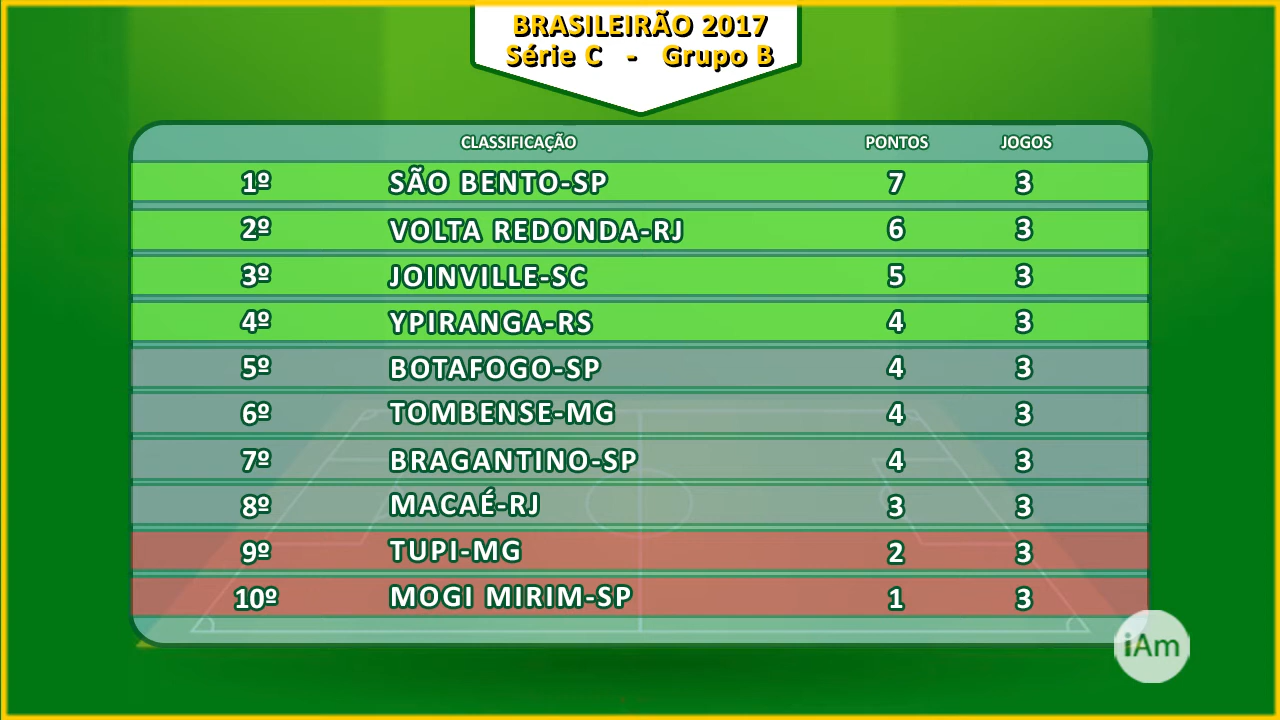 BRASILEIRÃO 2017
Série C - Grupo B
CLASSIFICAÇÃO PONTOS JOGOS
1º SÃO BENTO-SP 7 3
2º VOLTA REDONDA-RJ 6 3
3º JOINVILLE-SC 5 3
4º YPIRANGA-RS 4 3
5º BOTAFOGO-SP 4 3
6º TOMBENSE-MG 4 3
7º BRAGANTINO-SP 4 3
8º MACAÉ-RJ 3 3
9º TUPI-MG 2 3
10º MOGI MIRIM-SP 1 3
iAm